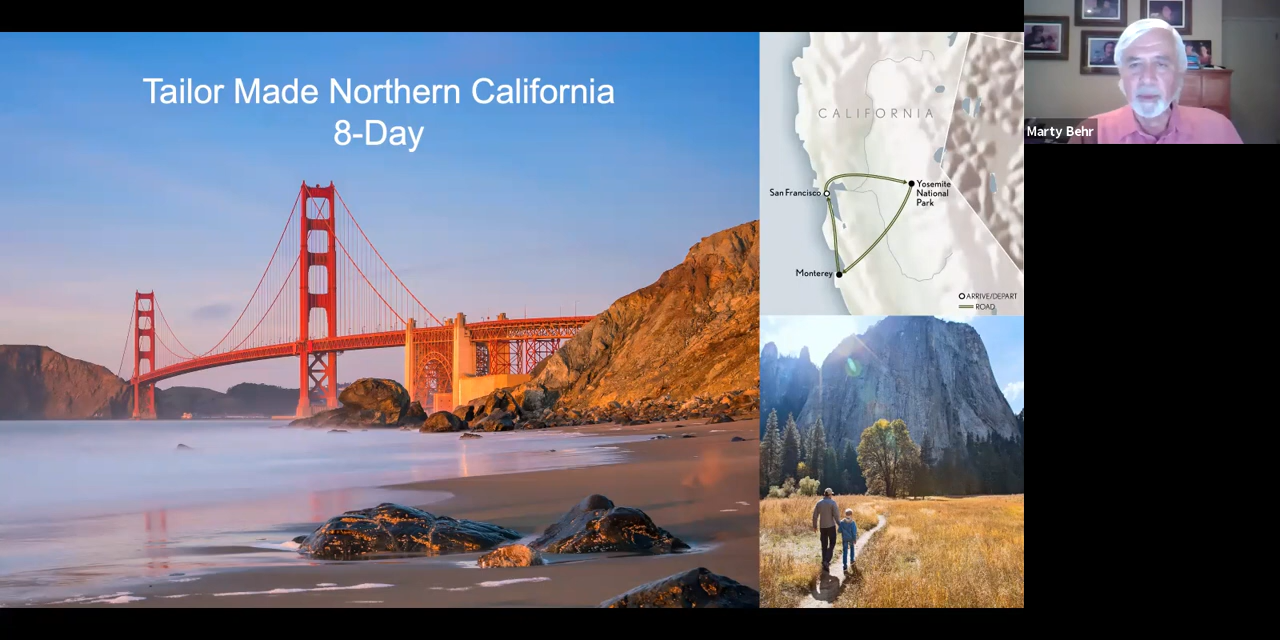 Tailor Made Northern California
8-Day
CALIFORNIA
San Francisco
Yosemite
National
Park
Monterey
ARRIVE/DEPART
ROAD
Marty Behr